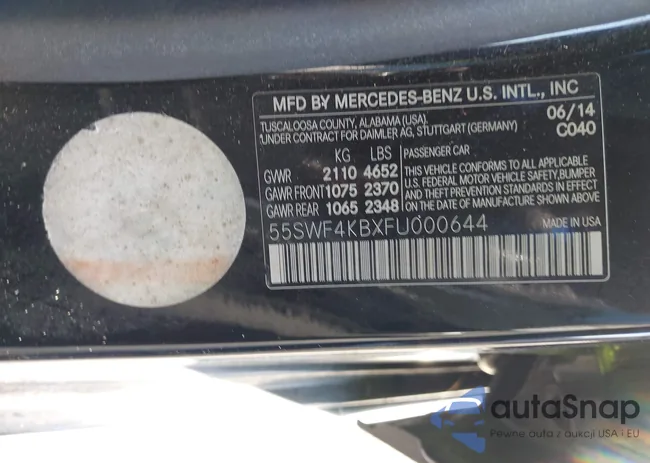 MFD BY MERCEDES-BENZ U.S. INTL., INC
TUSCALOOSA COUNTY, ALABAMA (USA). 06/14
UNDER CONTRACT FOR DAIMLER AG, STUTTGART (GERMANY) C040
KG LBS PASSENGER CAR
GVWR 2110 4652 THIS VEHICLE CONFORMS TO ALL APPLICABLE
U.S. FEDERAL MOTOR VEHICLE SAFETY,BUMPER
GAWR FRONT 1075 2370 AND THEFT PREVENTION STANDARDS IN EFFECT
GAWR REAR 1065 2348 ON THE DATE OF MANUFACTURE SHOWN ABOVE
55SWF4KBXFU000644 MADE IN USA
autaSnap
Pewne auta z aukcji USA i EU